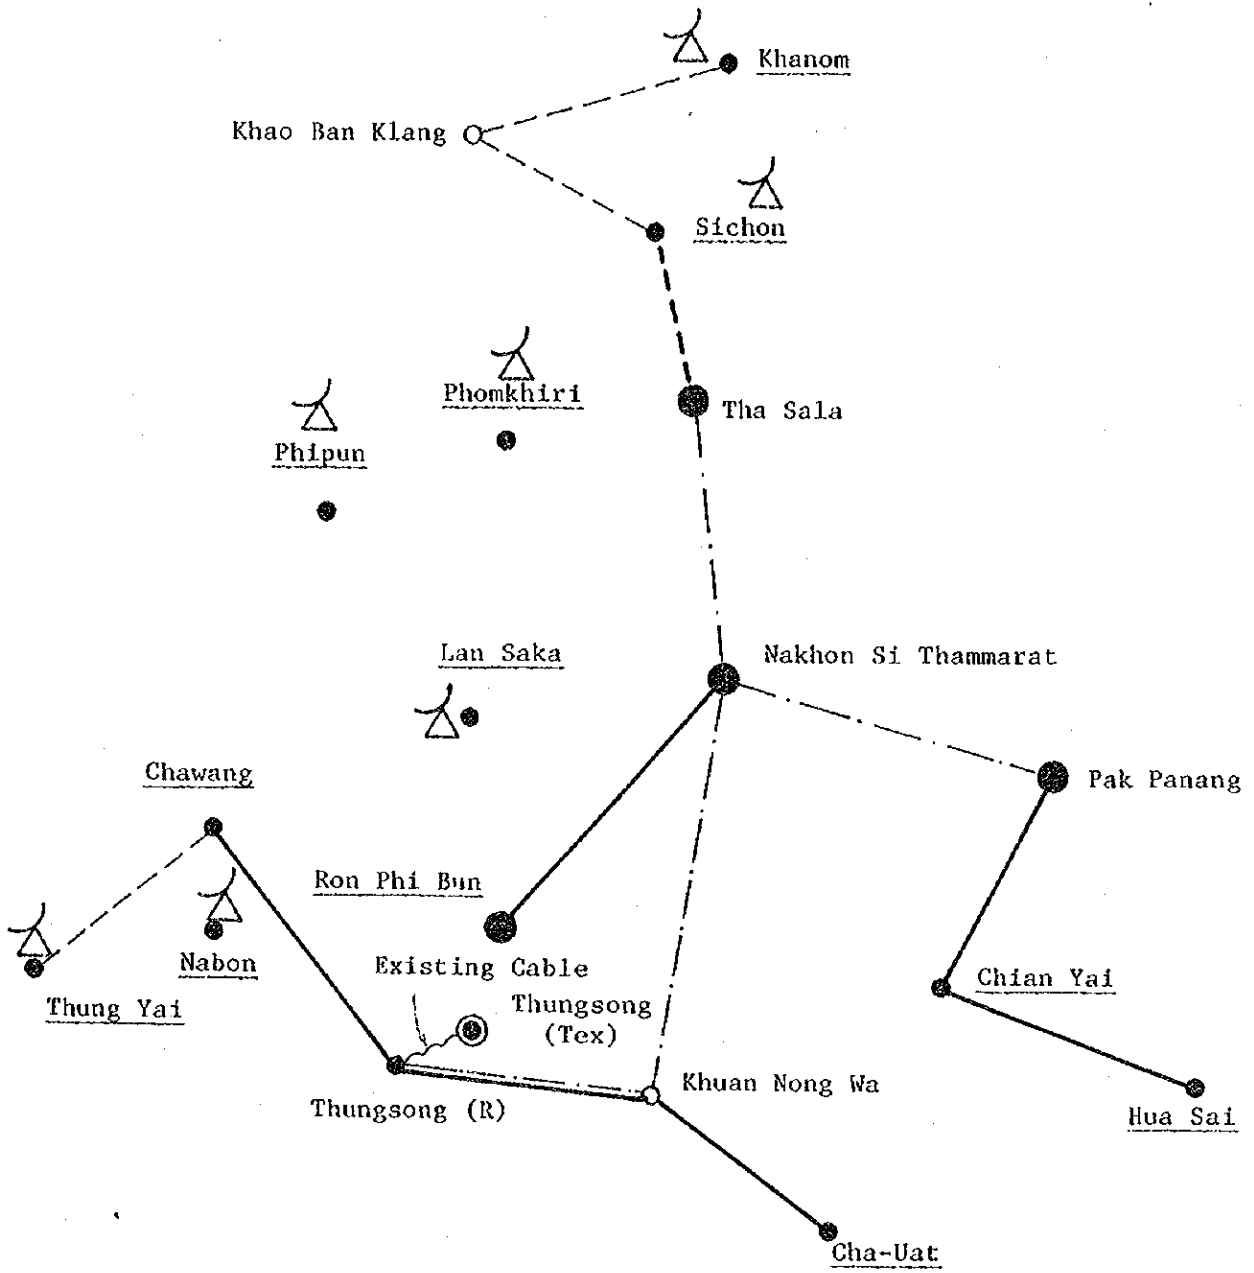 Khanom
Khao Ban Klang
Sichon
Phomkhiri
Tha Sala
Phipun
Lan Saka
Nakhon Si Thammarat
Chawang
Pak Panang
Ron Phi Bun
Nabon
Existing Cable
Chian Yai
Thung Yai
Thungsong
(Tex)
Khuan Nong Wa
Thungsong (R)
Hua Sai
Cha-Uat